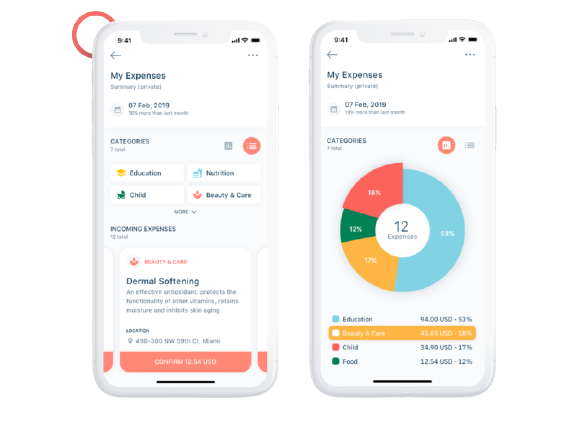 9:41
My Expenses
Summary (private)
07 Feb, 2019
18% more than last month
CATEGORIES
7 total
Education
Nutrition
Child
Beauty & Care
MORE
INCOMING EXPENSES
12 total
BEAUTY & CARE
Dermal Softening
An effective antioxidant, protects the
functionality of other vitamins, retains
moisture and inhibits skin aging.
LOCATION
498-300 NW 59th Ct, Miami
CONFIRM 12.54 USD
9:41
My Expenses
Summary (private)
07 Feb, 2019
18% more than last month
CATEGORIES
7 total
18%
12%
17%
53%
12
Expenses
Education 94.00 USD - 53%
Beauty & Care 45.65 USD - 18%
Child 34.90 USD - 17%
Food 12.54 USD - 12%